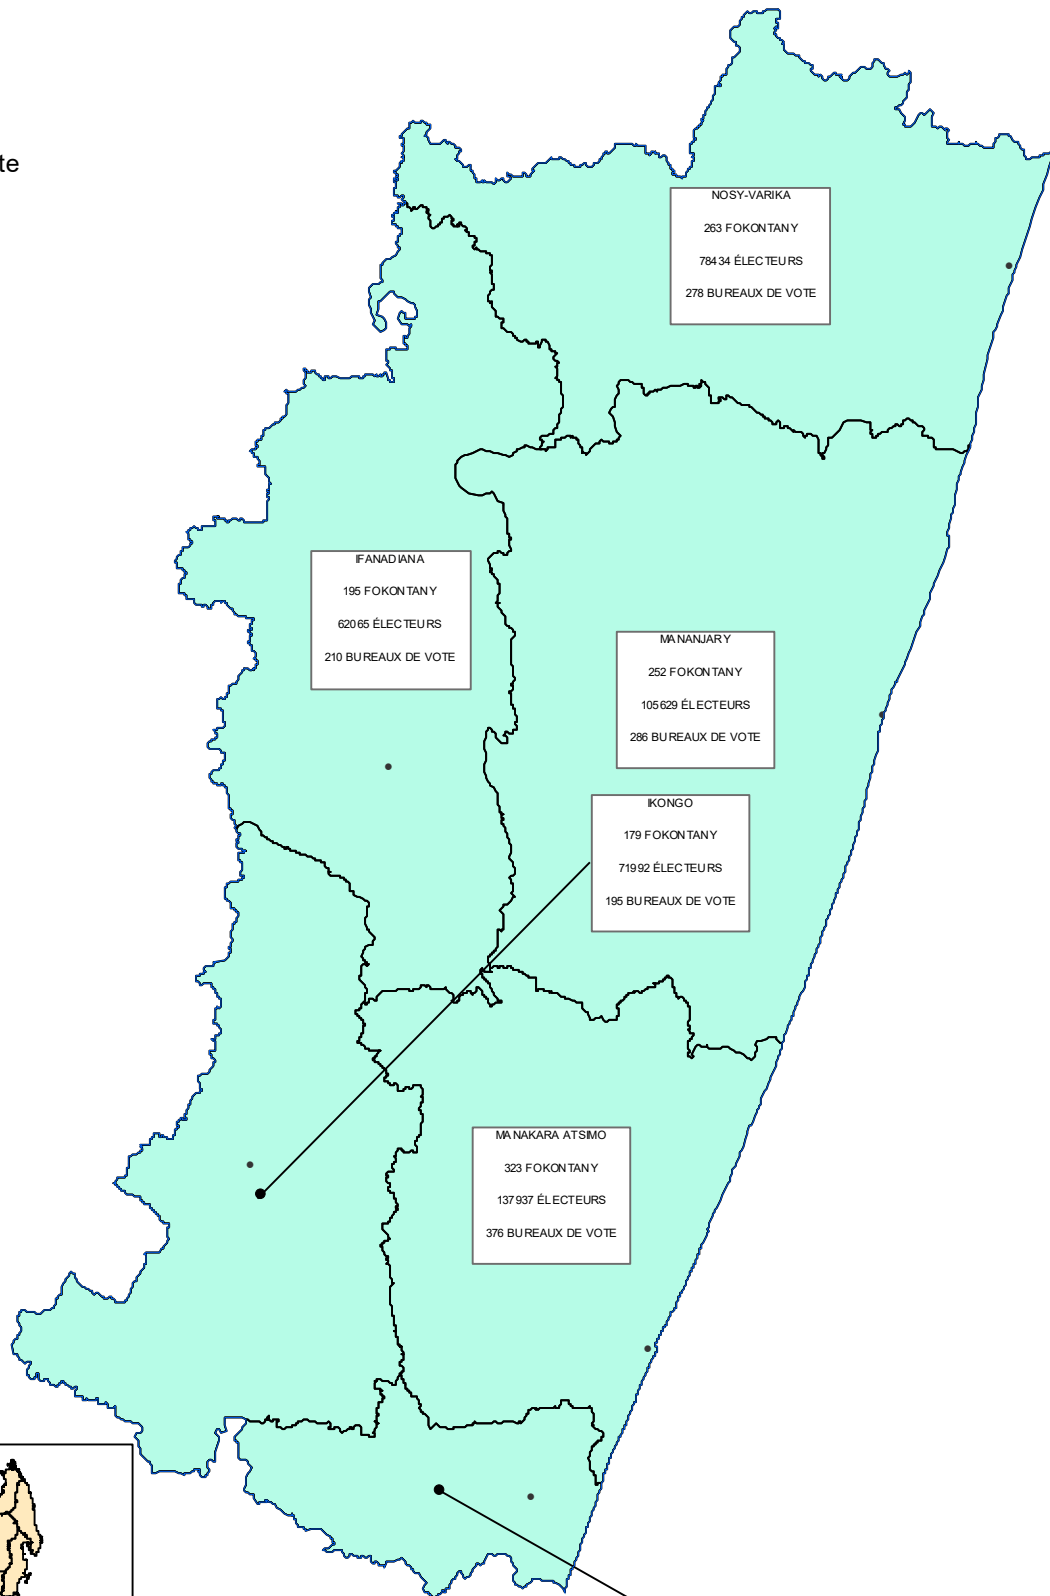 te
NOSY-VARIKA
263 FOKONTANY
78434 ÉLECTEURS
278 BUREAUX DE VOTE
IFANADIANA
195 FOKONTANY
62065 ÉLECTEURS
210 BUREAUX DE VOTE
MANANJARY
252 FOKONTANY
105629 ÉLECTEURS
286 BUREAUX DE VOTE
IKONGO
179 FOKONTANY
71992 ÉLECTEURS
195 BUREAUX DE VOTE
MANAKARA ATSIMO
323 FOKONTANY
137937 ÉLECTEURS
376 BUREAUX DE VOTE